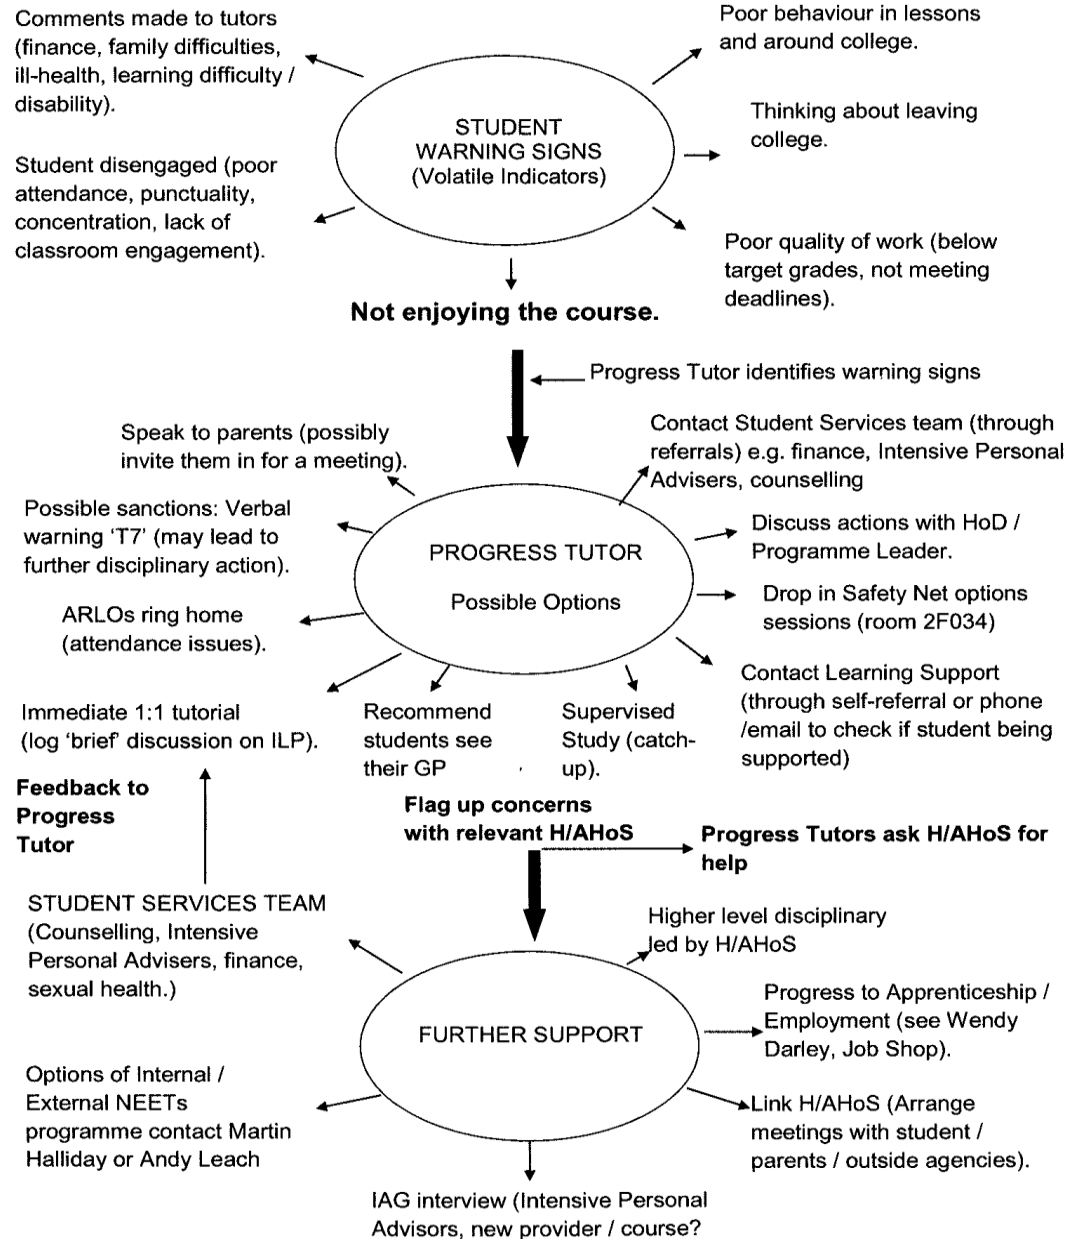 Comments made to tutors
(finance, family difficulties,
ill-health, learning difficulty /
disability).
Poor behaviour in lessons
and around college.
STUDENT
WARNING SIGNS
(Volatile Indicators)
Thinking about leaving
college.
Student disengaged (poor
attendance, punctuality,
concentration, lack of
classroom engagement).
Poor quality of work (below
target grades, not meeting
deadlines).
Not enjoying the course.
Progress Tutor identifies warning signs
Speak to parents (possibly
invite them in for a meeting).
Contact Student Services team (through
referrals) e.g. finance, Intensive Personal
Advisers, counselling
Possible sanctions: Verbal
warning ‘T7’ (may lead to
further disciplinary action).
PROGRESS TUTOR
Possible Options
Discuss actions with HoD /
Programme Leader.
ARLOs ring home
(attendance issues).
Drop in Safety Net options
sessions (room 2F034)
Contact Learning Support
(through self-referral or phone
/email to check if student being
supported)
Immediate 1:1 tutorial
(log ‘brief’ discussion on ILP).
Recommend
students see
their GP
Supervised
Study (catch-
up).
Feedback to
Progress
Tutor
Flag up concerns
with relevant H/AHoS
Progress Tutors ask H/AHoS for
help
STUDENT SERVICES TEAM
(Counselling, Intensive
Personal Advisers, finance,
sexual health.)
Higher level disciplinary
led by H/AHoS
FURTHER SUPPORT
Progress to Apprenticeship /
Employment (see Wendy
Darley, Job Shop).
Options of Internal /
External NEETs
programme contact Martin
Halliday or Andy Leach
Link H/AHoS (Arrange
meetings with student /
parents / outside agencies).
IAG interview (Intensive Personal
Advisors, new provider / course?